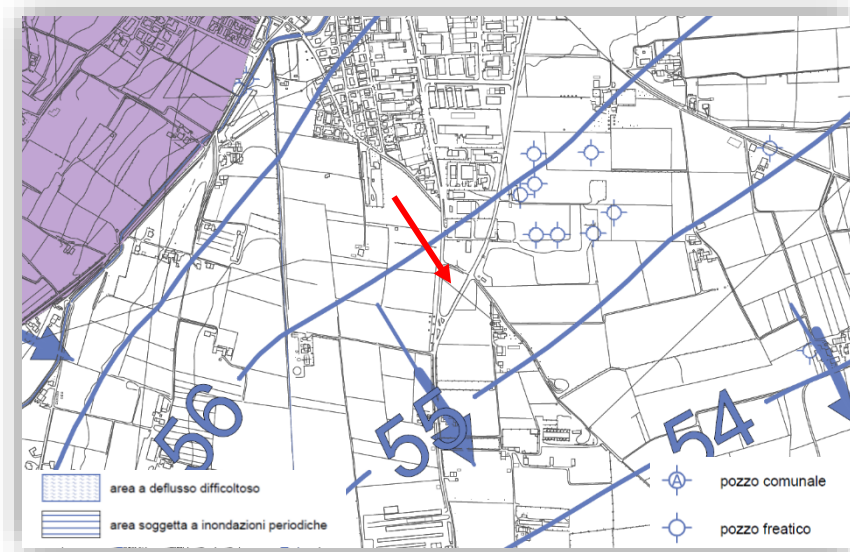 56
55
54
area a deflusso difficoltoso
area soggetta a inondazioni periodiche
A pozzo comunale
pozzo freatico